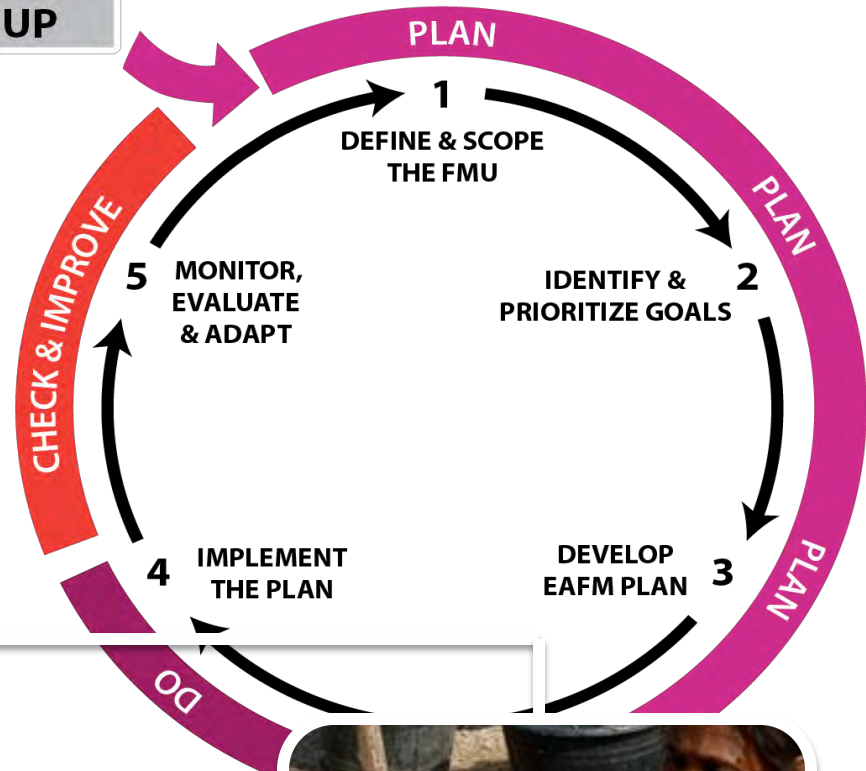 UP
PLAN
1
DEFINE & SCOPE
THE FMU
PLAN
2
IDENTIFY &
PRIORITIZE GOALS
PLAN
3
DEVELOP
EAFM PLAN
4
IMPLEMENT
THE PLAN
DO
5
MONITOR,
EVALUATE
& ADAPT
CHECK & IMPROVE